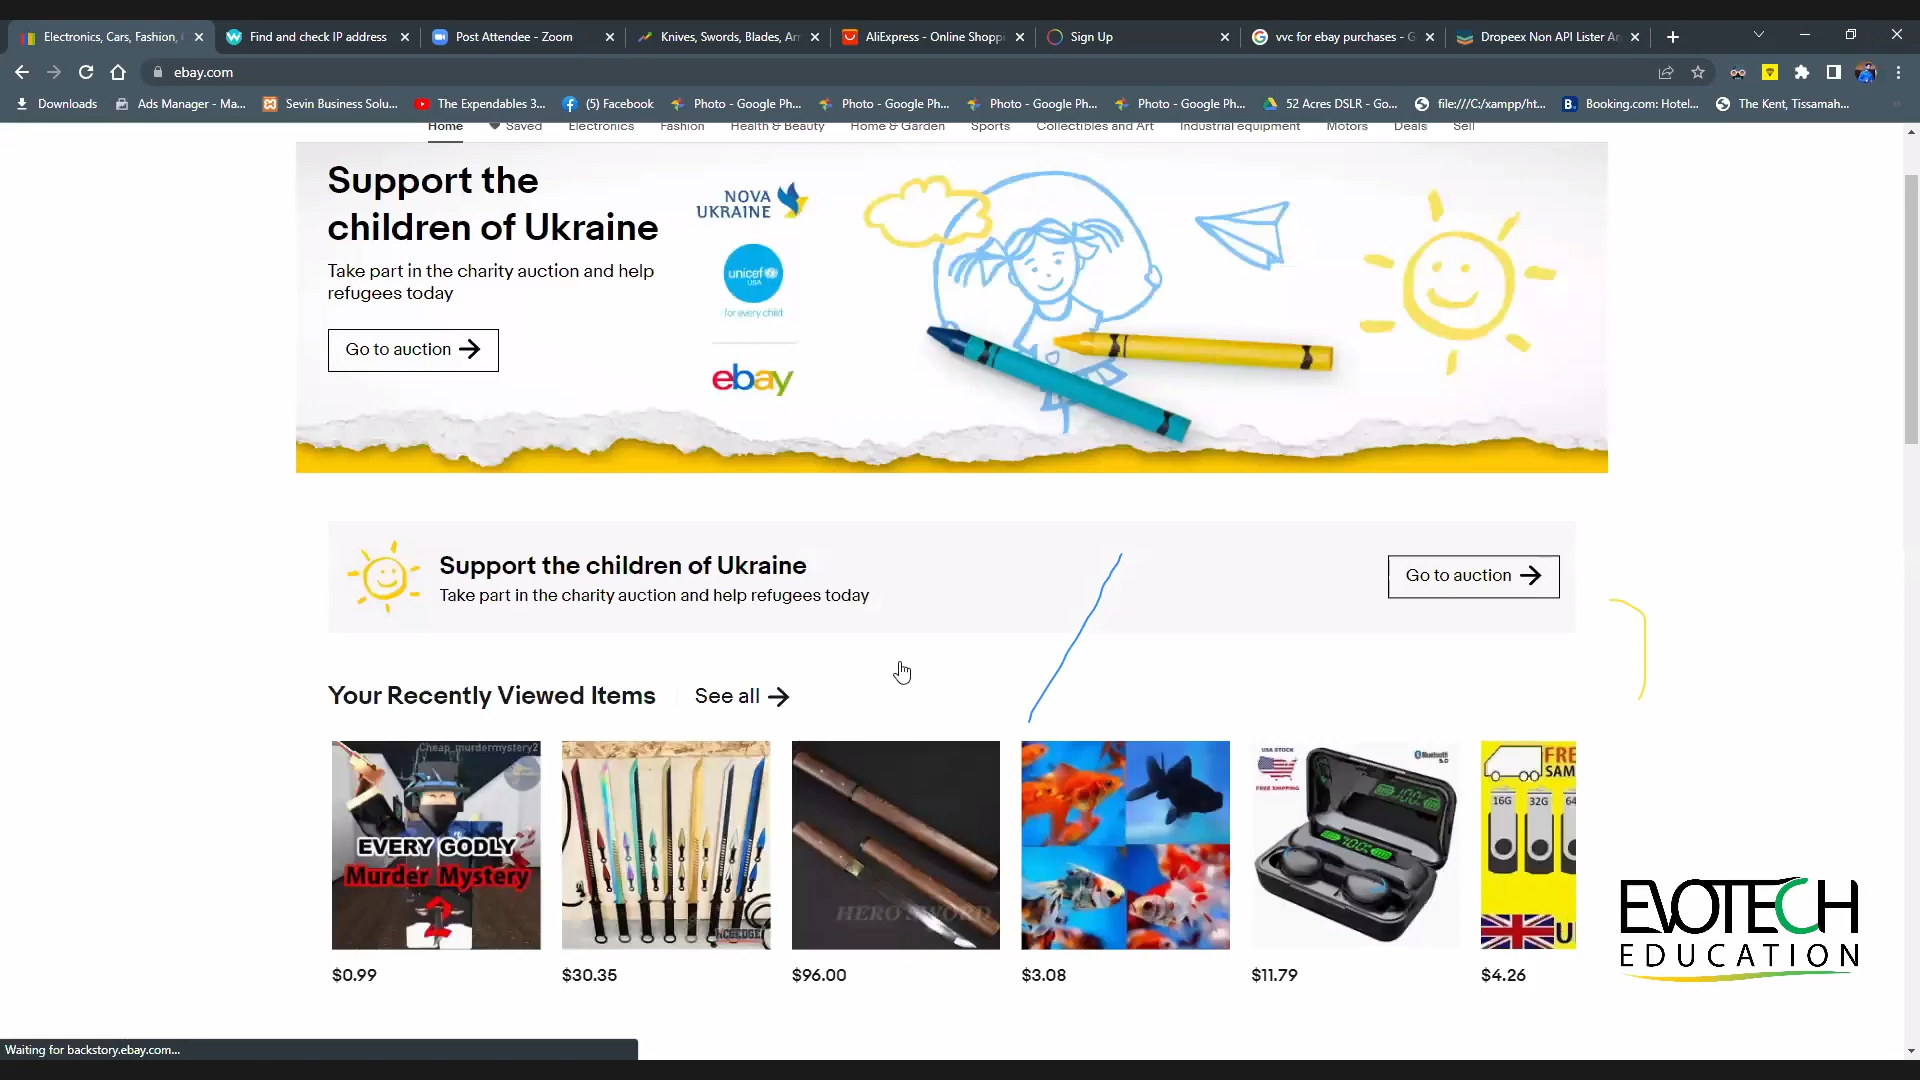 Electronics, Cars, Fashion,
Find and check IP address
Post Attendee - Zoom
Knives, Swords, Blades, Ar
AliExpress - Online Shoppi
Sign Up
vvc for ebay purchases - G
Dropeex Non API Lister An
ebay.com
Downloads
Ads Manager - Ma...
Sevin Business Solu...
The Expendables 3...
(5) Facebook
Photo - Google Ph...
Photo - Google Ph...
Photo - Google Ph...
Photo - Google Ph...
52 Acres DSLR - Go...
file:///C:/xampp/ht...
Booking.com: Hotel...
The Kent, Tissamah...
Home
Saved
Electronics
Fashion
Health & Beauty
Home & Garden
Sports
Collectibles and Art
Industrial equipment
Motors
Deals
Sell
Support the
children of Ukraine
Take part in the charity auction and help
refugees today
Go to auction
NOVA
UKRAINE
unicef
USA
for every child
ebay
Support the children of Ukraine
Take part in the charity auction and help refugees today
Go to auction
Your Recently Viewed Items
See all
Cheap_murdermystery2
EVERY GODLY
Murder Mystery
2
HERO SWORD
USA STOCK
FREE SHIPPING
Bluetooth
5.0
FRE
SAM
16G
32G
64
U
$0.99
$30.35
$96.00
$3.08
$11.79
$4.26
EVOTECH
EDUCATION
Waiting for backstory.ebay.com...